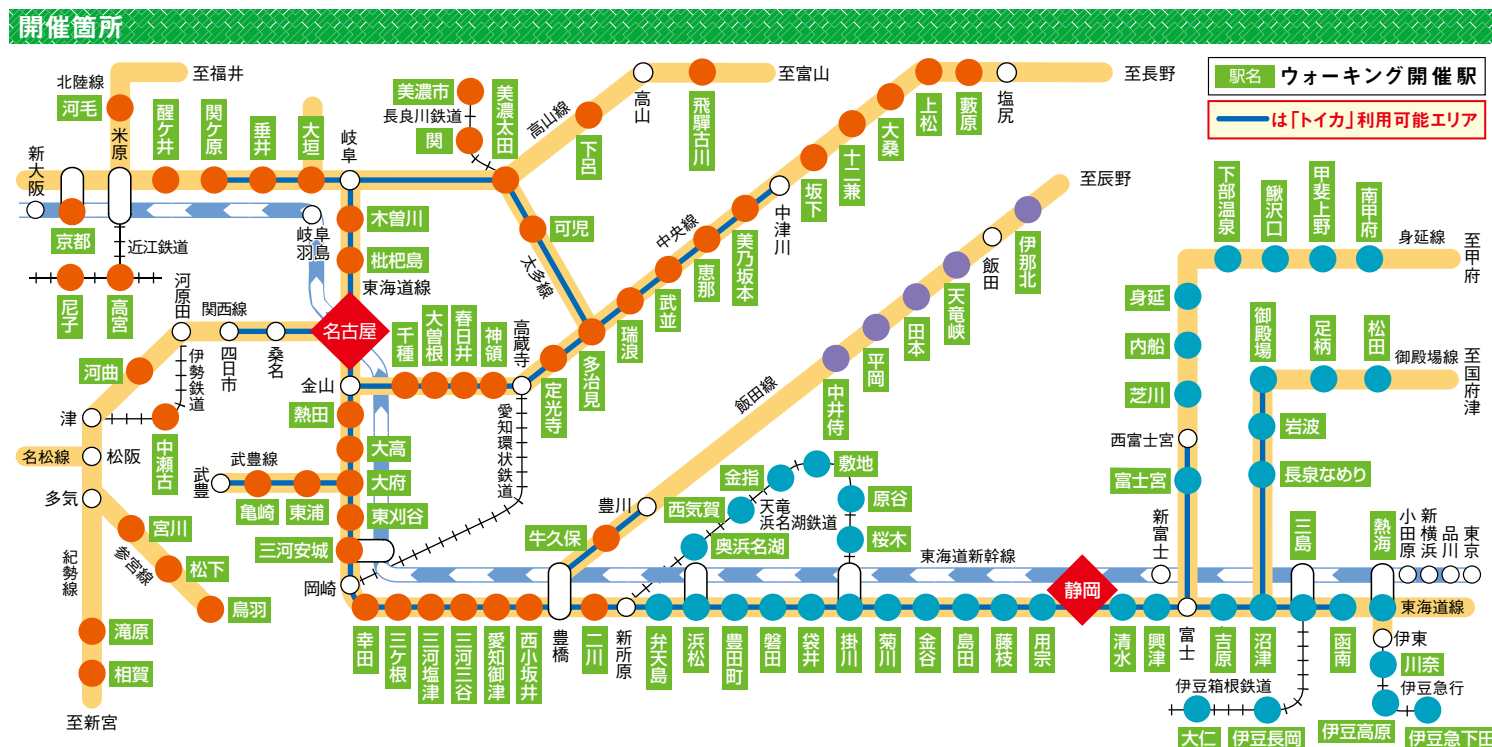 開催箇所
駅名 ウォーキング開催駅
は「トイカ」利用可能エリア
至福井
北陸線
河毛
米原
醒ケ井
関ケ原
垂井
大垣
岐阜
新大阪
京都
近江鉄道
尼子
高宮
岐阜羽島
木曽川
枇杷島
東海道線
名古屋
美濃市
長良川鉄道
関
美濃太田
高山線
下呂
高山
飛驒古川
至富山
可児
太多線
上松
藪原
塩尻
至長野
大桑
十二兼
坂下
中津川
中央線
美乃坂本
恵那
武並
瑞浪
多治見
定光寺
高蔵寺
神領
春日井
大曽根
千種
金山
河原田
関西線
四日市
桑名
伊勢鉄道
河曲
津
中瀬古
名松線
松阪
多気
宮川
参宮線
松下
鳥羽
紀勢線
滝原
相賀
至新宮
熱田
大高
大府
武豊線
武豊
亀崎
東浦
東刈谷
三河安城
岡崎
愛知環状鉄道
至辰野
伊那北
飯田
天竜峡
田本
平岡
中井侍
飯田線
豊川
牛久保
西気賀
金指
敷地
天竜
浜名湖鉄道
原谷
奥浜名湖
桜木
東海道新幹線
静岡
幸田
三ケ根
三河塩津
三河三谷
愛知御津
西小坂井
豊橋
二川
新所原
弁天島
浜松
豊田町
磐田
袋井
掛川
菊川
金谷
島田
藤枝
用宗
清水
興津
富士
吉原
沼津
三島
函南
熱海
新富士
小田原
新横浜
品川
東京
東海道線
下部温泉
鰍沢口
甲斐上野
南甲府
身延線
至甲府
身延
内船
芝川
西富士宮
富士宮
御殿場
足柄
松田
御殿場線
至国府津
岩波
長泉なめり
伊東
川奈
伊豆箱根鉄道
伊豆急行
大仁
伊豆長岡
伊豆高原
伊豆急下田